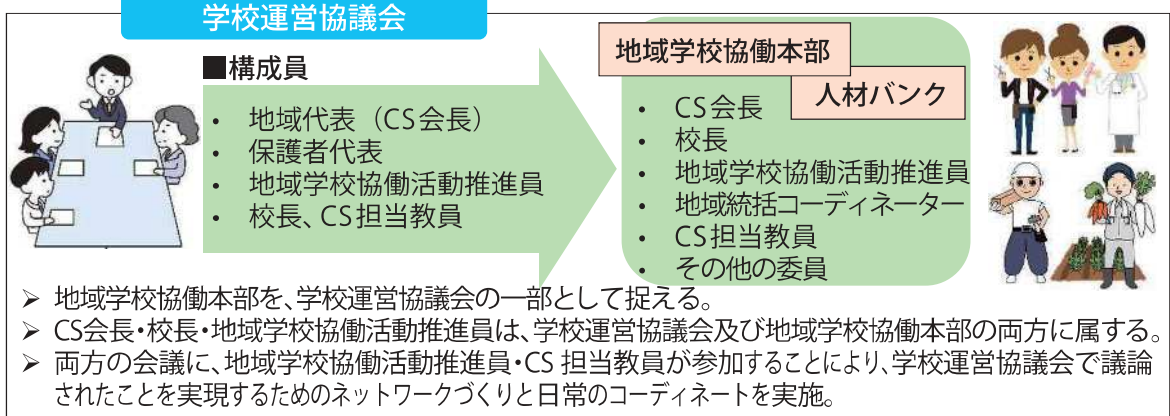 学校運営協議会
■構成員
・ 地域代表（CS会長）
・ 保護者代表
・ 地域学校協働活動推進員
・ 校長、CS担当教員
地域学校協働本部
人材バンク
・ CS会長
・ 校長
・ 地域学校協働活動推進員
・ 地域統括コーディネーター
・ CS担当教員
・ その他の委員
➢ 地域学校協働本部を、学校運営協議会の一部として捉える。
➢ CS会長・校長・地域学校協働活動推進員は、学校運営協議会及び地域学校協働本部の両方に属する。
➢ 両方の会議に、地域学校協働活動推進員・CS 担当教員が参加することにより、学校運営協議会で議論
されたことを実現するためのネットワークづくりと日常のコーディネートを実施。